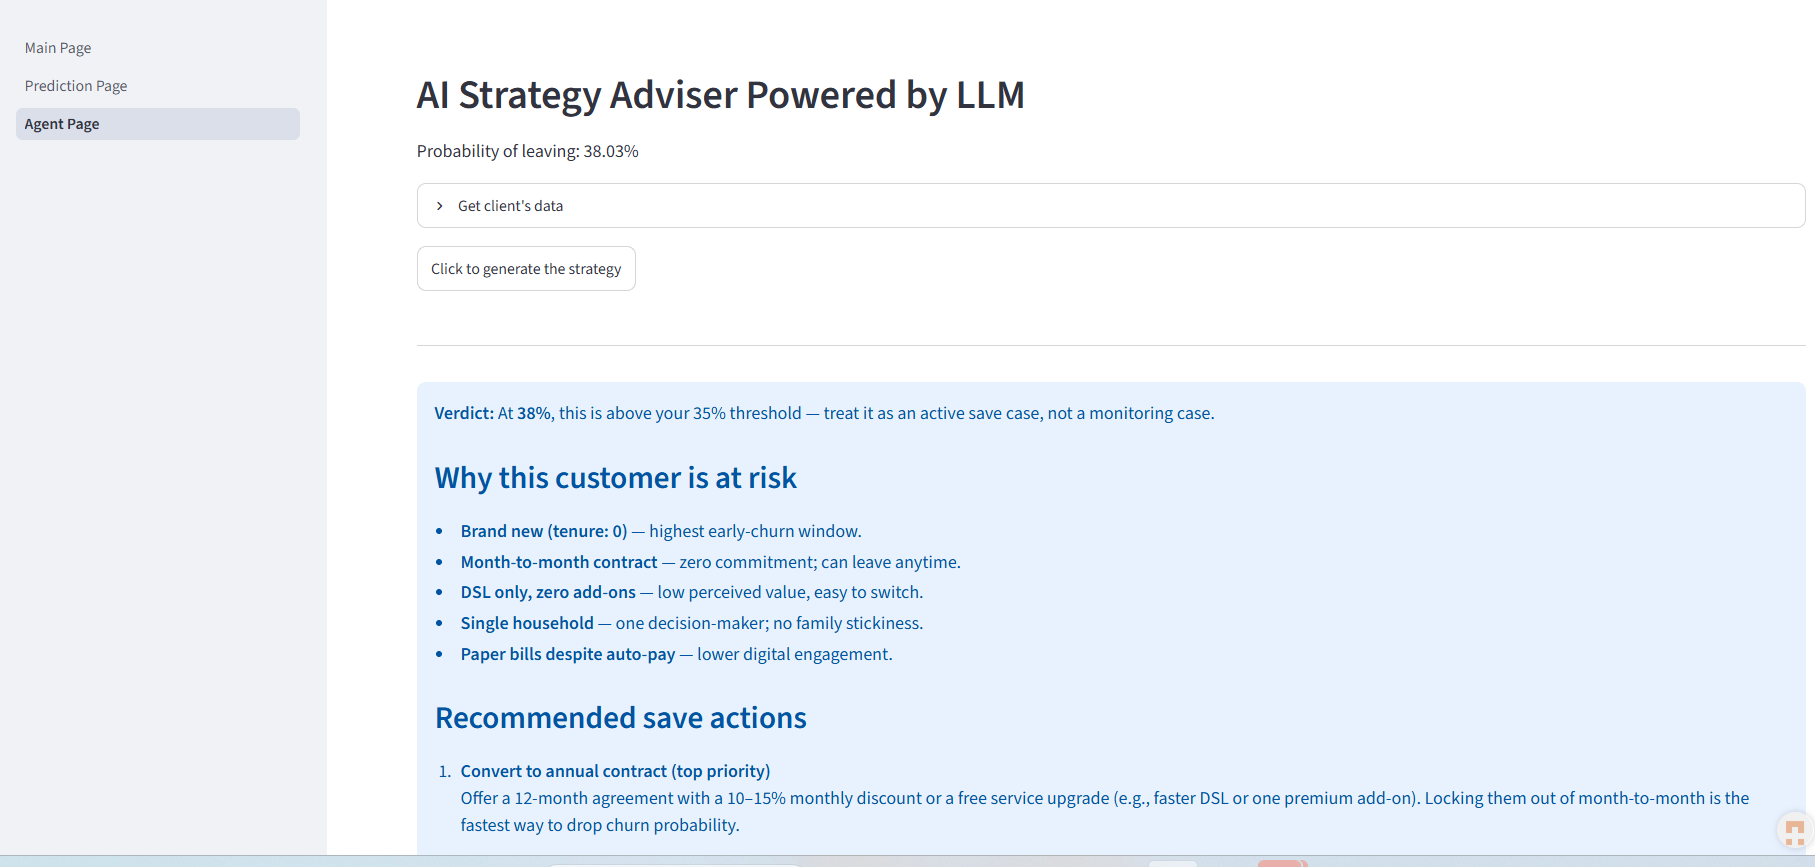 Main Page
Prediction Page
Agent Page
AI Strategy Adviser Powered by LLM
Probability of leaving: 38.03%
Get client's data
Click to generate the strategy
Verdict: At 38%, this is above your 35% threshold — treat it as an active save case, not a monitoring case.
Why this customer is at risk
• Brand new (tenure: 0) — highest early-churn window.
• Month-to-month contract — zero commitment; can leave anytime.
• DSL only, zero add-ons — low perceived value, easy to switch.
• Single household — one decision-maker; no family stickiness.
• Paper bills despite auto-pay — lower digital engagement.
Recommended save actions
1. Convert to annual contract (top priority)
Offer a 12-month agreement with a 10–15% monthly discount or a free service upgrade (e.g., faster DSL or one premium add-on). Locking them out of month-to-month is the
fastest way to drop churn probability.